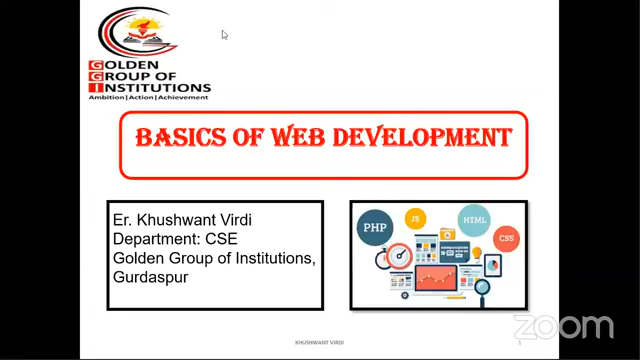 GOLDEN
GROUP OF
INSTITUTIONS
Ambition|Action|Achievement
BASICS OF WEB DEVELOPMENT
Er. Khushwant Virdi
Department: CSE
Golden Group of Institutions,
Gurdaspur
PHP
JS
HTML
CSS
KHUSHWANT VIRDI
1
zoom